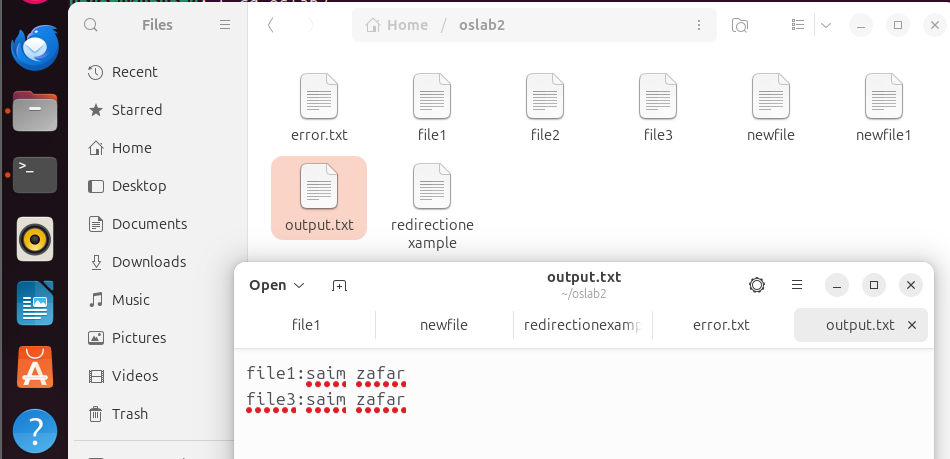 Files
Home / oslab2
Recent
Starred
Home
Desktop
Documents
Downloads
Music
Pictures
Videos
Trash
error.txt
file1
file2
file3
newfile
newfile1
output.txt
redirectione
xample
Open
output.txt
~/oslab2
file1
newfile
redirectionexam
error.txt
output.txt
file1:saim zafar
file3:saim zafar